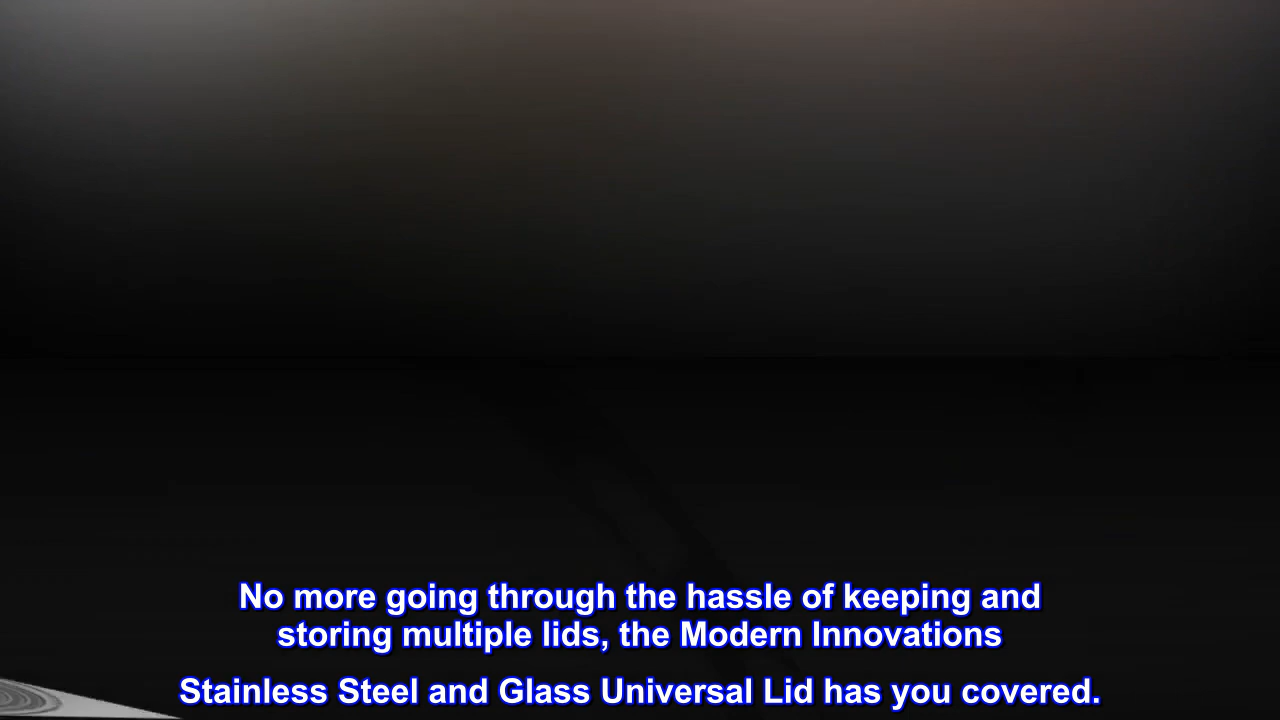 No more going through the hassle of keeping and
storing multiple lids, the Modern Innovations
Stainless Steel and Glass Universal Lid has you covered.